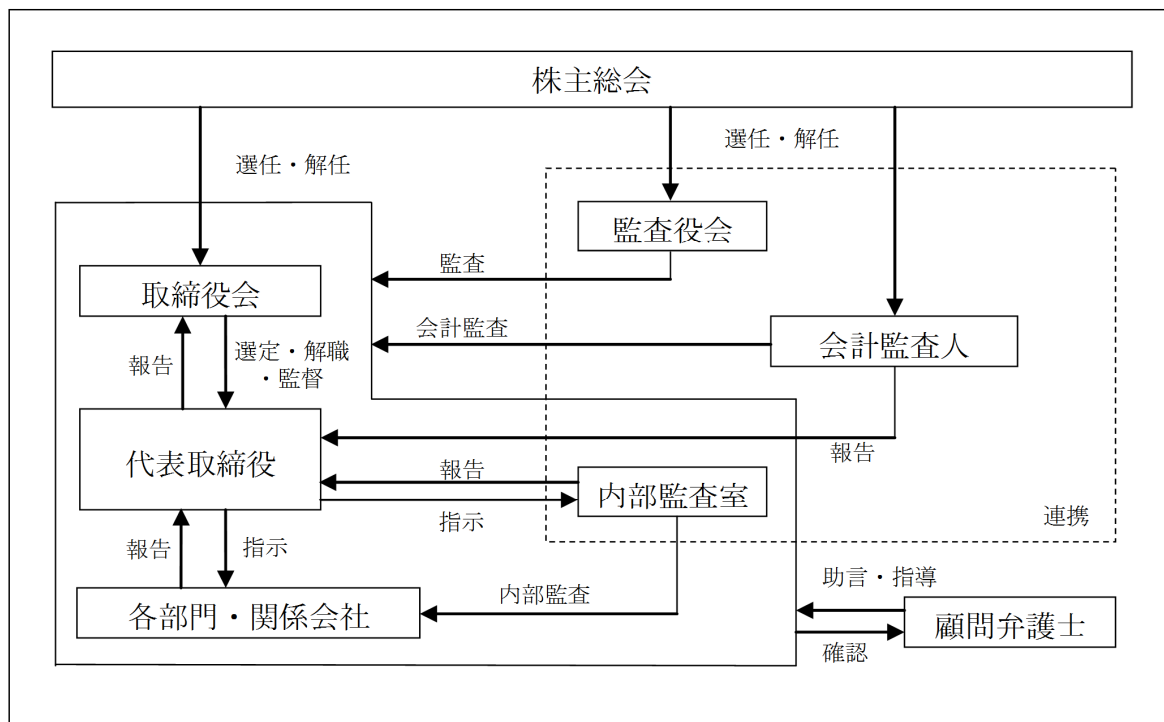 株主総会
選任・解任
選任・解任
監査役会
監査
取締役会
会計監査
会計監査人
報告
選定・解職
・監督
代表取締役
報告
報告
内部監査室
指示
連携
報告
指示
内部監査
各部門・関係会社
助言・指導
顧問弁護士
確認